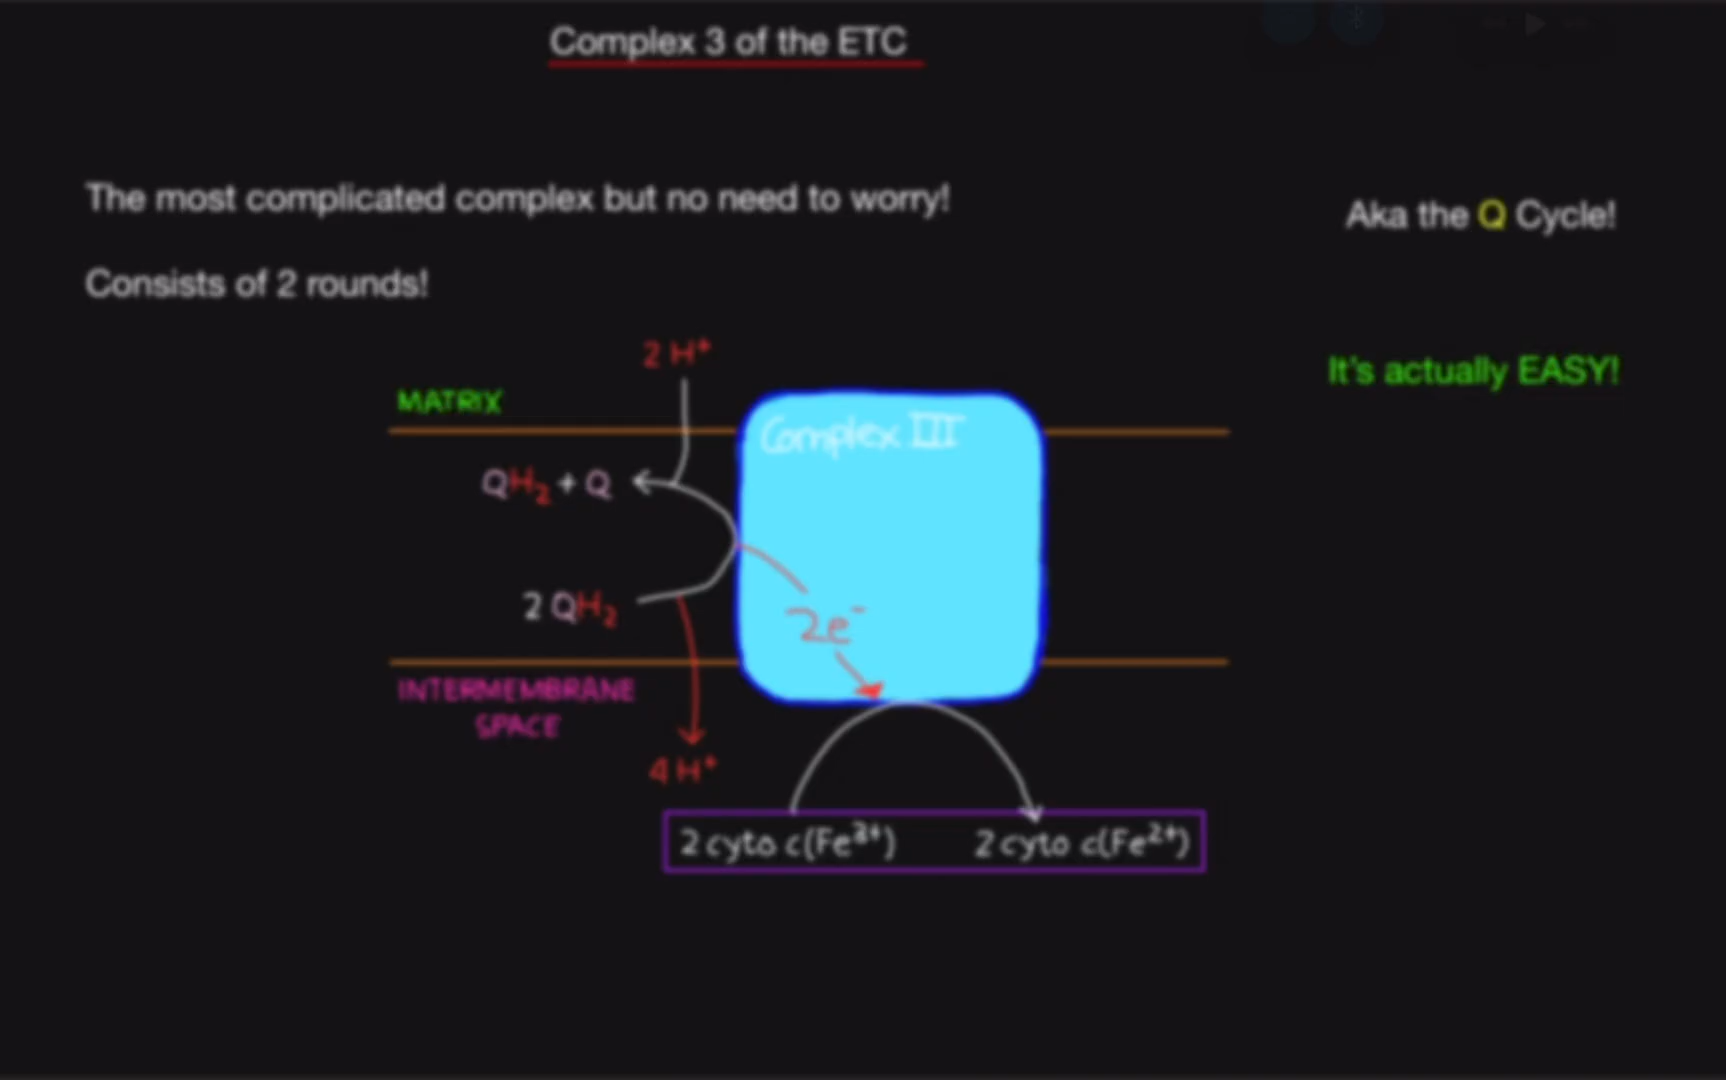 Complex 3 of the ETC
The most complicated complex but no need to worry!
Aka the Q Cycle!
Consists of 2 rounds!
2 H⁺
It's actually EASY!
MATRIX
Complex III
QH₂ + Q
2 QH₂
2e⁻
INTERMEMBRANE
SPACE
4 H⁺
2 cyto c(Fe³⁺) 2 cyto c(Fe²⁺)